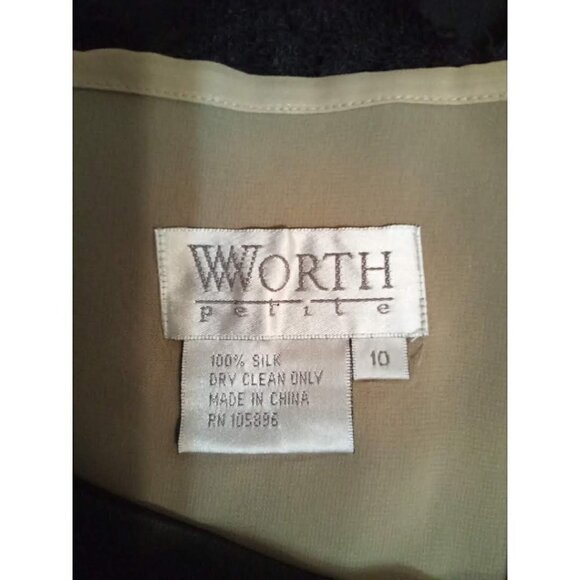 WORTH
petite
10
100% SILK
DRY CLEAN ONLY
MADE IN CHINA
RN 105896